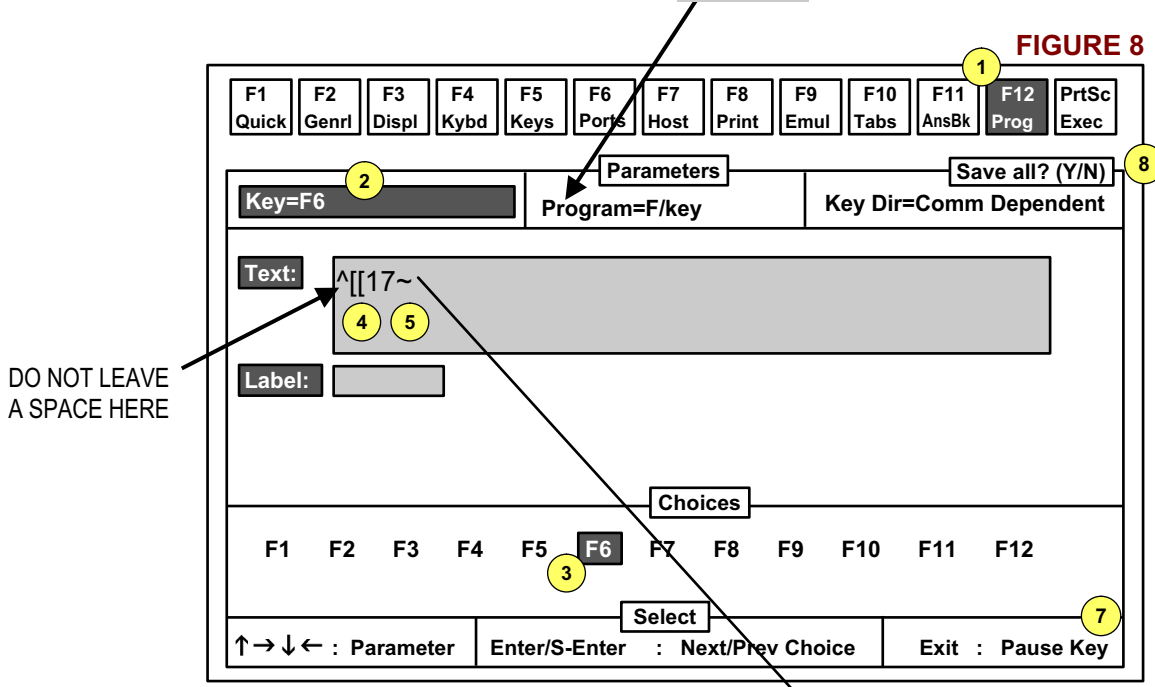 FIGURE 8
1
F1 F2 F3 F4 F5 F6 F7 F8 F9 F10 F11 F12 PrtSc
Quick Genrl Displ Kybd Keys Ports Host Print Emul Tabs AnsBk Prog Exec
Parameters
Save all? (Y/N)
8
2
Key=F6
Program=F/key
Key Dir=Comm Dependent
Text:
^[[17~
4 5
DO NOT LEAVE
A SPACE HERE
Label:
Choices
F1 F2 F3 F4 F5 F6 F7 F8 F9 F10 F11 F12
3
Select
7
↑→↓← : Parameter
Enter/S-Enter : Next/Prev Choice
Exit : Pause Key